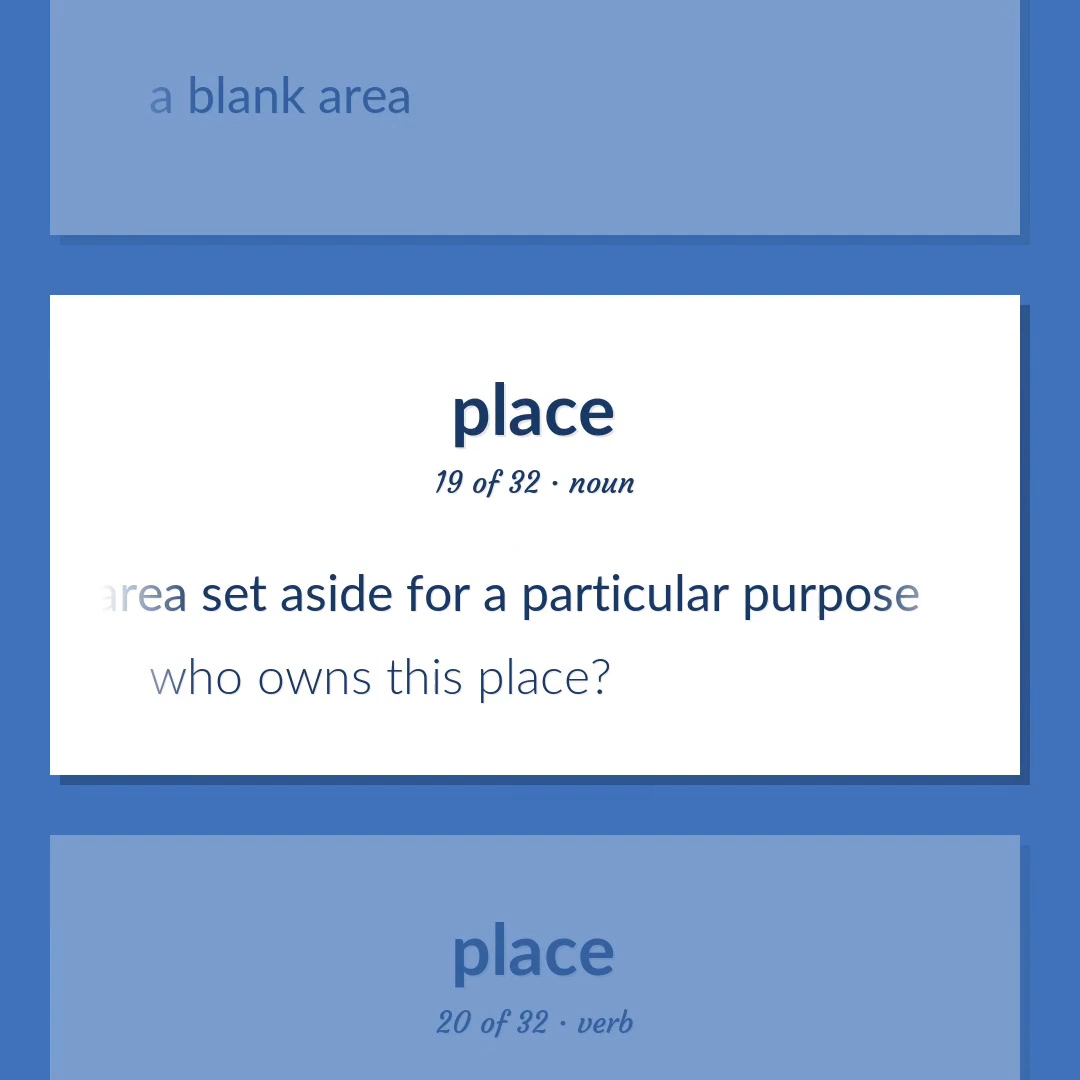 a blank area
place
19 of 32 · noun
area set aside for a particular purpose
who owns this place?
place
20 of 32 · verb